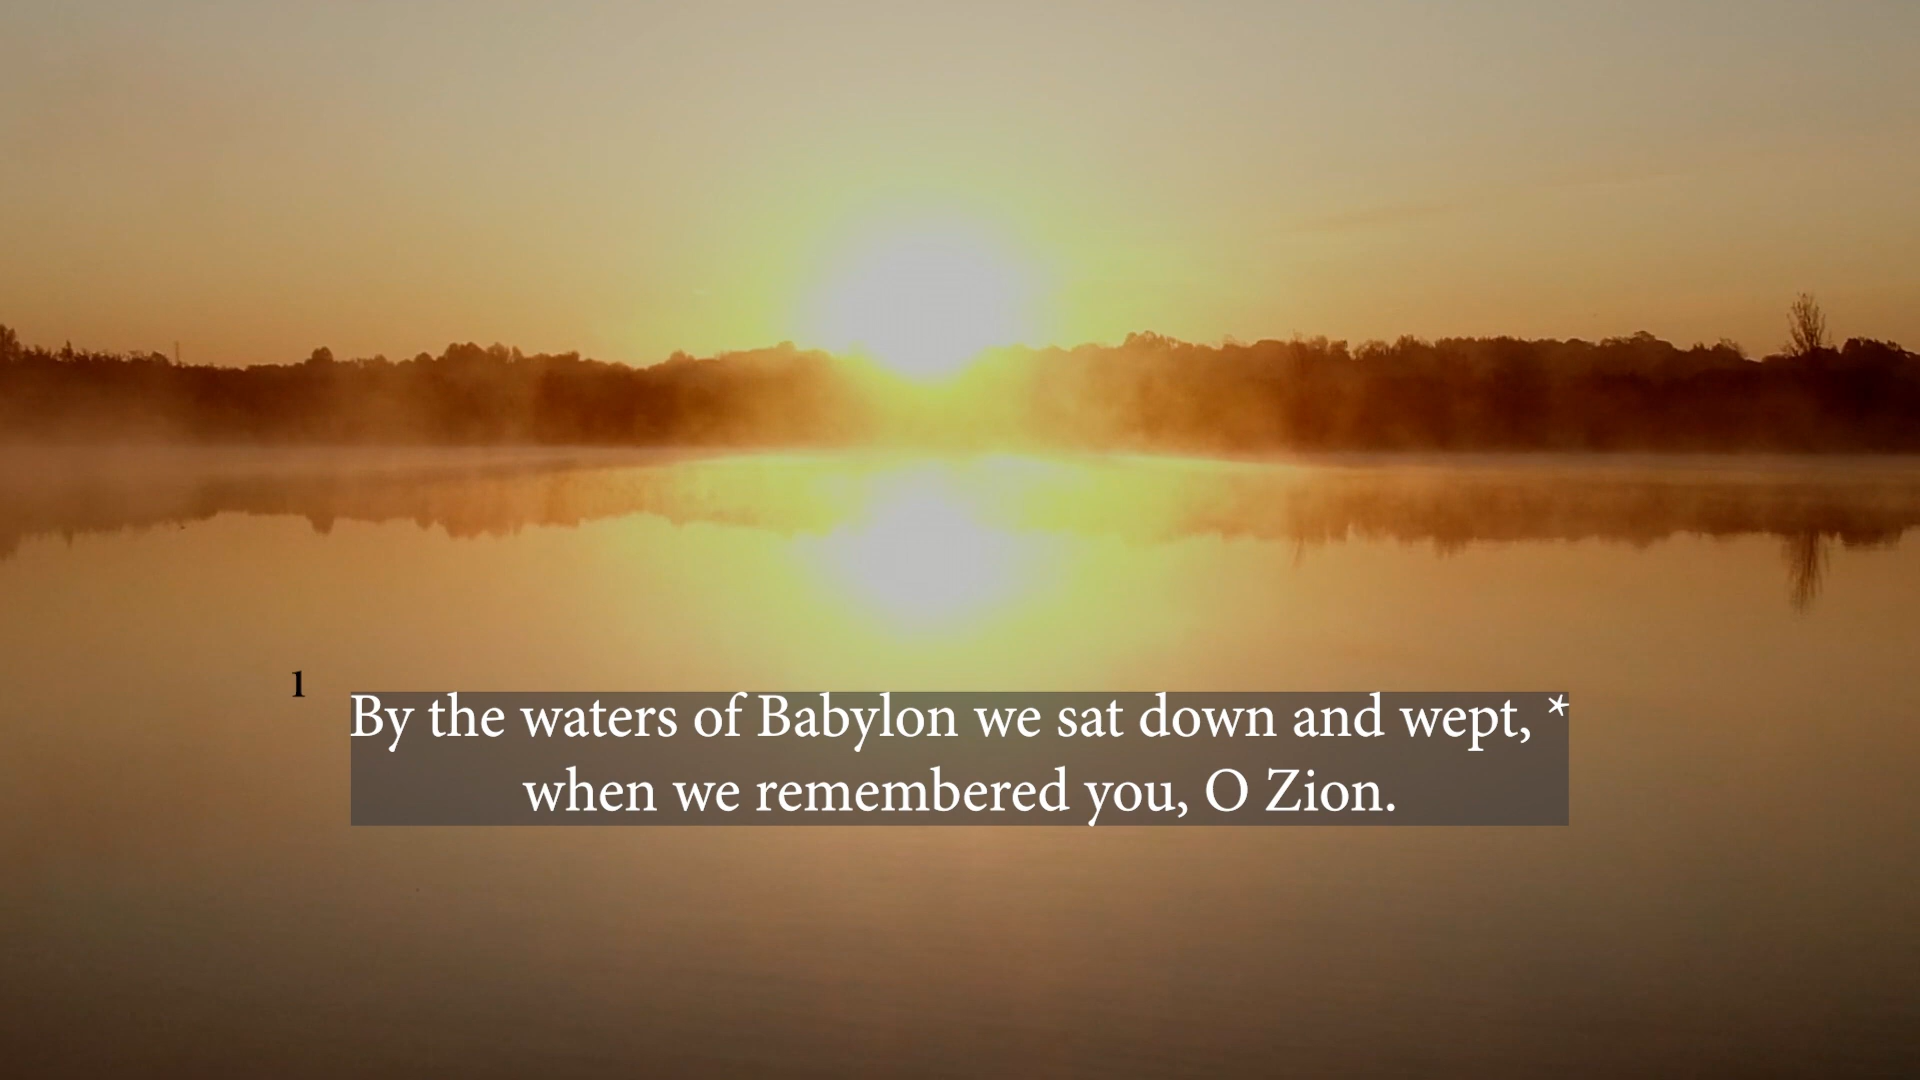 1
By the waters of Babylon we sat down and wept, *
when we remembered you, O Zion.